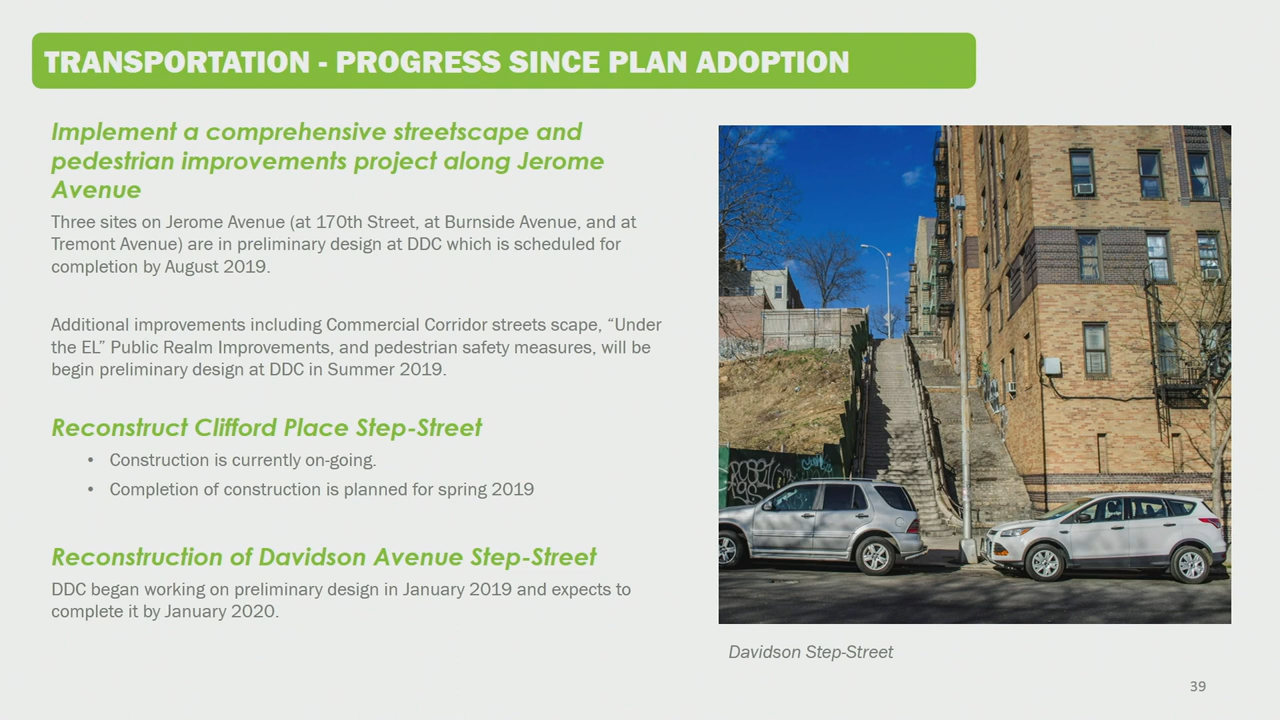 TRANSPORTATION - PROGRESS SINCE PLAN ADOPTION
Implement a comprehensive streetscape and
pedestrian improvements project along Jerome
Avenue
Three sites on Jerome Avenue (at 170th Street, at Burnside Avenue, and at
Tremont Avenue) are in preliminary design at DDC which is scheduled for
completion by August 2019.
Additional improvements including Commercial Corridor streets scape, “Under
the EL” Public Realm Improvements, and pedestrian safety measures, will be
begin preliminary design at DDC in Summer 2019.
Reconstruct Clifford Place Step-Street
• Construction is currently on-going.
• Completion of construction is planned for spring 2019
Reconstruction of Davidson Avenue Step-Street
DDC began working on preliminary design in January 2019 and expects to
complete it by January 2020.
Davidson Step-Street
39